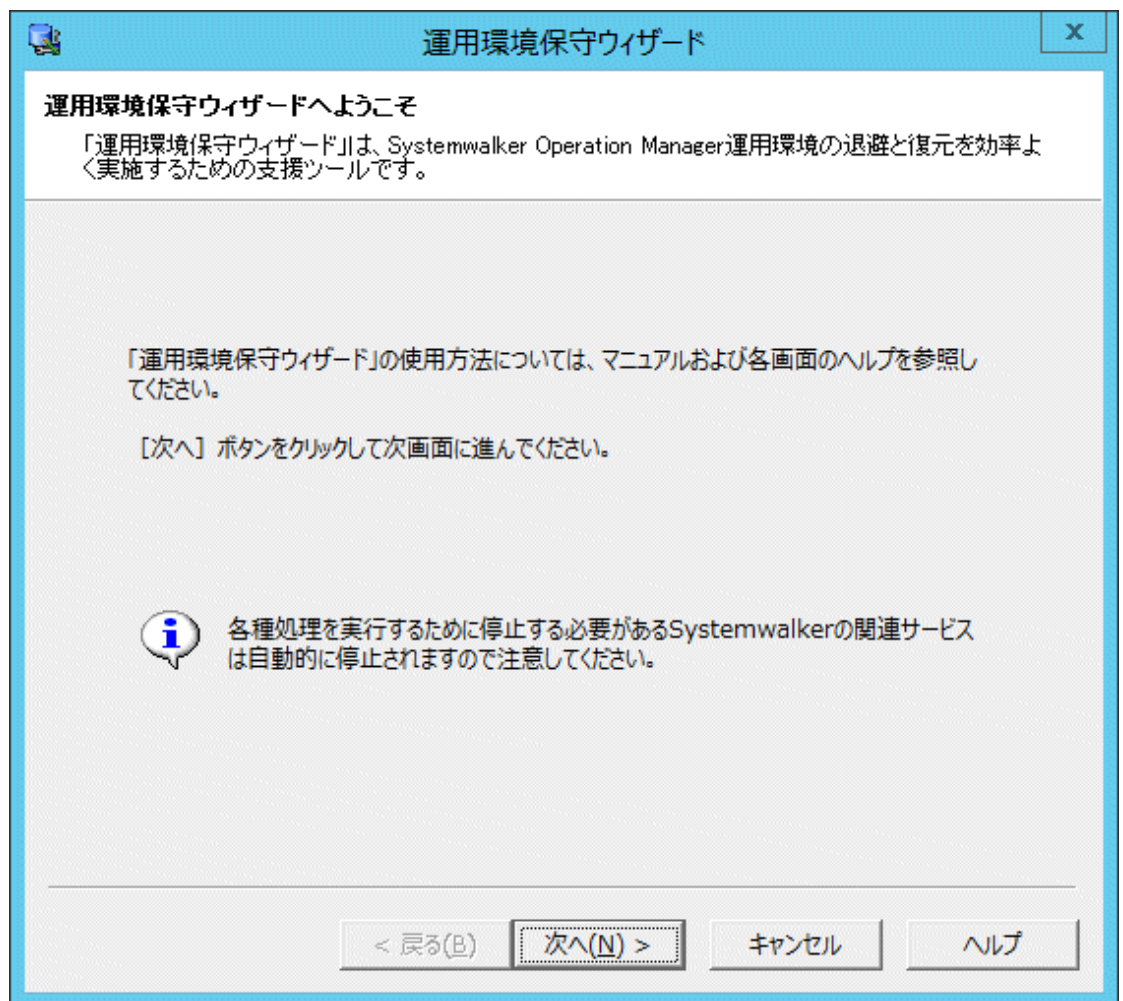 運用環境保守ウィザード
x
運用環境保守ウィザードへようこそ
「運用環境保守ウィザード」は、Systemwalker Operation Manager運用環境の退避と復元を効率よ
く実施するための支援ツールです。
「運用環境保守ウィザード」の使用方法については、マニュアルおよび各画面のヘルプを参照し
てください。
［次へ］ボタンをクリックして次画面に進んでください。
各種処理を実行するために停止する必要があるSystemwalkerの関連サービス
は自動的に停止されますので注意してください。
< 戻る(B) 次へ(N) > キャンセル ヘルプ